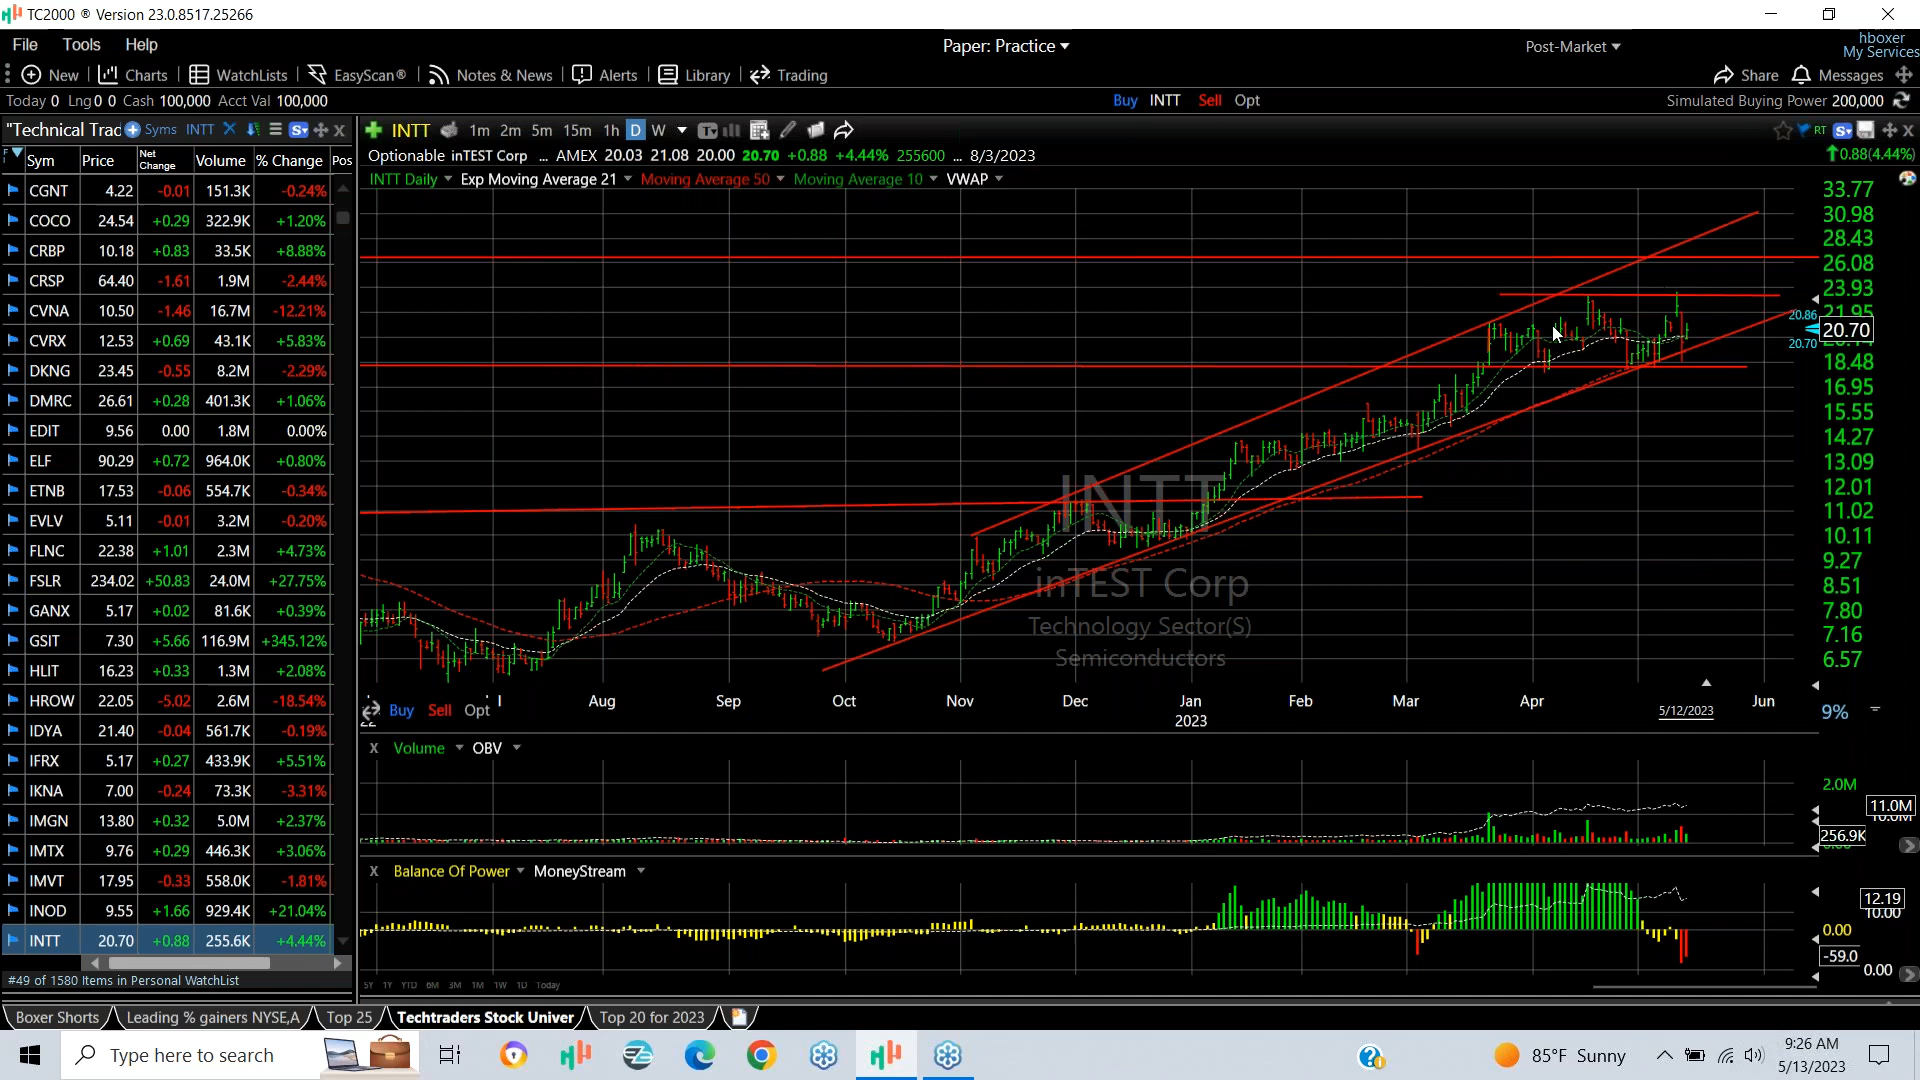 TC2000 ® Version 23.0.8517.25266
File Tools Help
Paper: Practice
Post-Market
hboxer
My Services
New Charts WatchLists EasyScan® Notes & News Alerts Library Trading
Share Messages
Today 0 Lng 0 0 Cash 100,000 Acct Val 100,000
Buy INTT Sell Opt
Simulated Buying Power 200,000
"Technical Trac Syms INTT
INTT 1m 2m 5m 15m 1h D W
RT
Sym Price Net Change Volume % Change Pos
Optionable inTEST Corp ... AMEX 20.03 21.08 20.00 20.70 +0.88 +4.44% 255600 ... 8/3/2023
0.88(4.44%)
INTT Daily Exp Moving Average 21 Moving Average 50 Moving Average 10 VWAP
CGNT 4.22 -0.01 151.3K -0.24%
COCO 24.54 +0.29 322.9K +1.20%
CRBP 10.18 +0.83 33.5K +8.88%
CRSP 64.40 -1.61 1.9M -2.44%
CVNA 10.50 -1.46 16.7M -12.21%
CVRX 12.53 +0.69 43.1K +5.83%
DKNG 23.45 -0.55 8.2M -2.29%
DMRC 26.61 +0.28 401.3K +1.06%
EDIT 9.56 0.00 1.8M 0.00%
ELF 90.29 +0.72 964.0K +0.80%
ETNB 17.53 -0.06 554.7K -0.34%
EVLV 5.11 -0.01 3.2M -0.20%
FLNC 22.38 +1.01 2.3M +4.73%
FSLR 234.02 +50.83 24.0M +27.75%
GANX 5.17 +0.02 81.6K +0.39%
GSIT 7.30 +5.66 116.9M +345.12%
HLIT 16.23 +0.33 1.3M +2.08%
HROW 22.05 -5.02 2.6M -18.54%
IDYA 21.40 -0.04 561.7K -0.19%
IFRX 5.17 +0.27 433.9K +5.51%
IKNA 7.00 -0.24 73.3K -3.31%
IMGN 13.80 +0.32 5.0M +2.37%
IMTX 9.76 +0.29 446.3K +3.06%
IMVT 17.95 -0.33 558.0K -1.81%
INOD 9.55 +1.66 929.4K +21.04%
INTT 20.70 +0.88 255.6K +4.44%
#49 of 1580 Items in Personal WatchList
33.77
30.98
28.43
26.08
23.93
21.95
20.86
20.70
20.70
18.48
16.95
15.55
14.27
13.09
12.01
11.02
10.11
9.27
8.51
7.80
7.16
6.57
INTT
inTEST Corp
Technology Sector(S)
Semiconductors
Aug Sep Oct Nov Dec Jan Feb Mar Apr Jun
2023
5/12/2023
Buy Sell Opt
9%
X Volume OBV
2.0M
11.0M
256.9K
X Balance Of Power MoneyStream
12.19
10.00
0.00
-59.0
0.00
5Y 1Y YTD 6M 3M 1M 1W 1D Today
Boxer Shorts Leading % gainers NYSE,A Top 25 Techtraders Stock Univer Top 20 for 2023
Type here to search
85°F Sunny
9:26 AM
5/13/2023